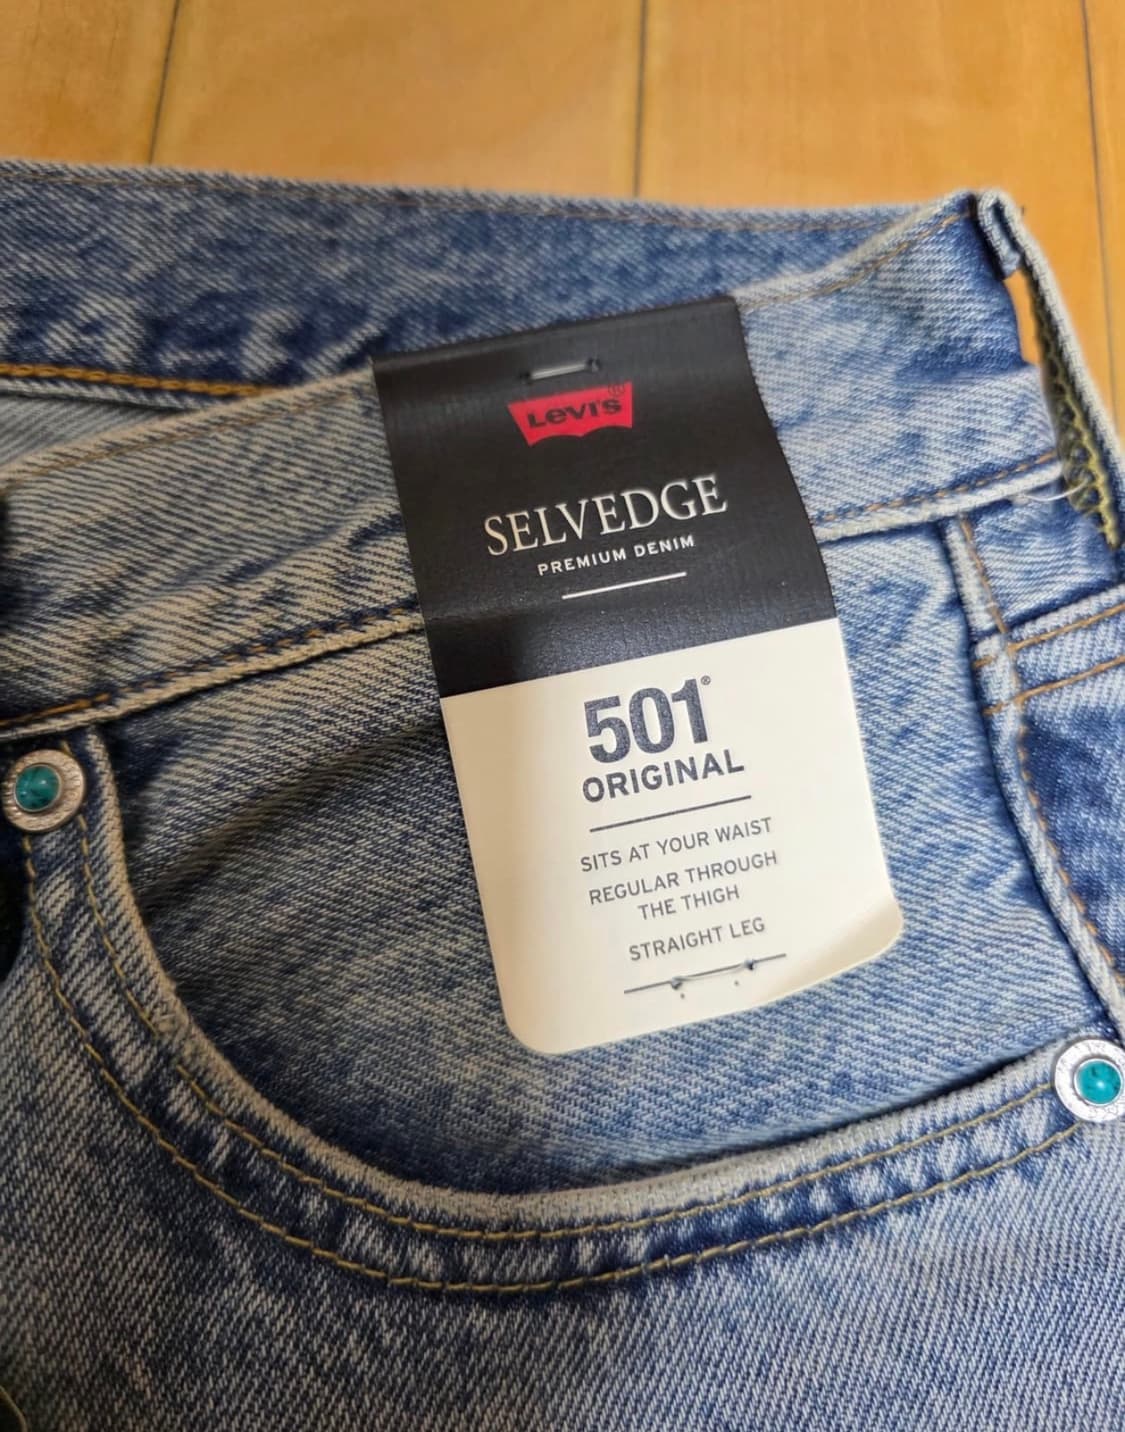 Levi's®
SELVEDGE
PREMIUM DENIM
501®
ORIGINAL
SITS AT YOUR WAIST
REGULAR THROUGH
THE THIGH
STRAIGHT LEG